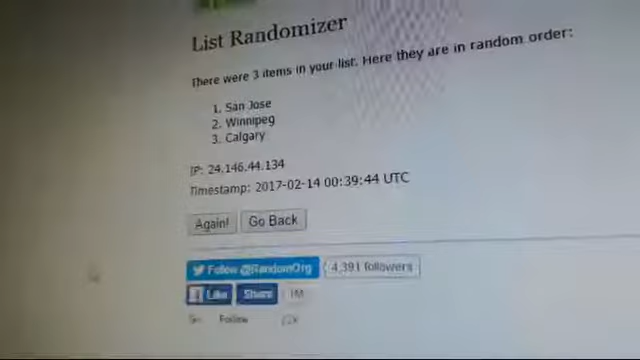 List Randomizer
There were 3 items in your list. Here they are in random order:
1. San Jose
2. Winnipeg
3. Calgary
IP: 24.146.44.134
Timestamp: 2017-02-14 00:39:44 UTC
Again! Go Back
Follow @RandomOrg 4,391 followers
Like Share 1M
Follow